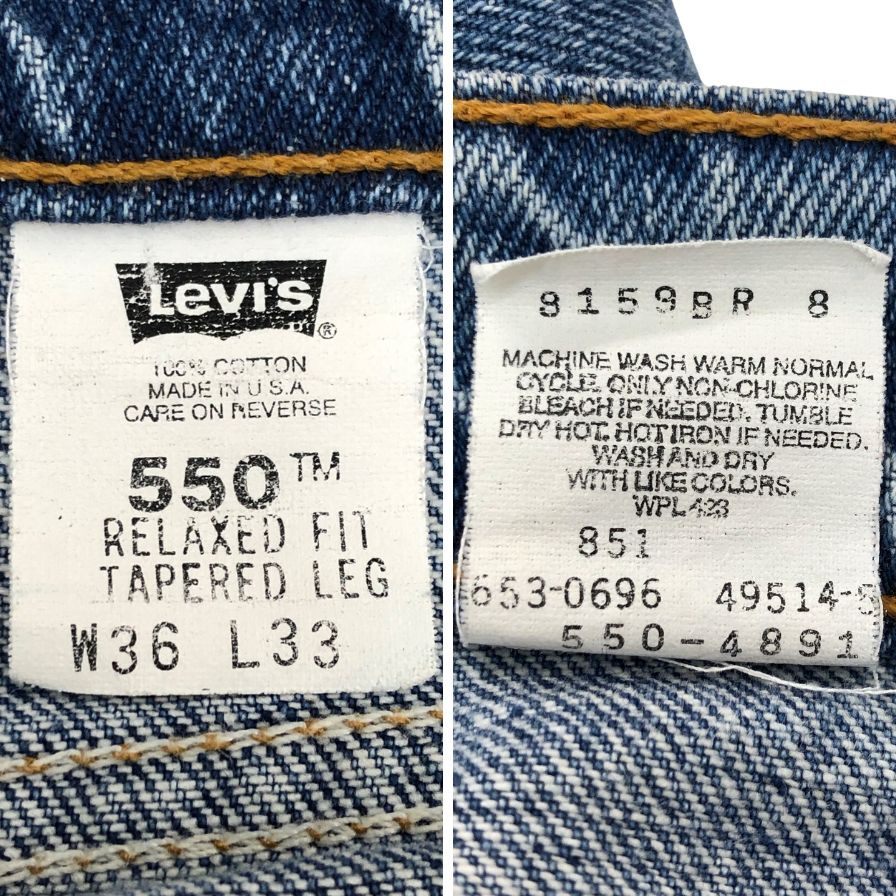 Levi's®
100% COTTON
MADE IN U.S.A.
CARE ON REVERSE
550™
RELAXED FIT
TAPERED LEG
W36 L33
8159BR 8
MACHINE WASH WARM NORMAL
CYCLE. ONLY NON-CHLORINE
BLEACH IF NEEDED. TUMBLE
DRY HOT. HOT IRON IF NEEDED.
WASH AND DRY
WITH LIKE COLORS.
WPL 423
851
653-0696 49514-5
550-4891